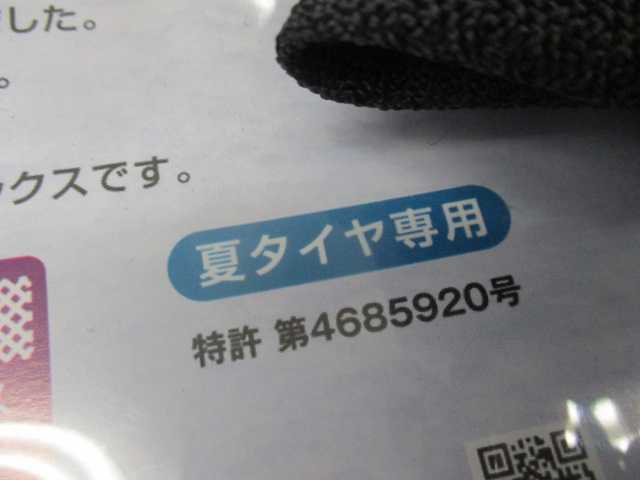 した。
。
ックスです。
夏タイヤ専用
特許 第4685920号